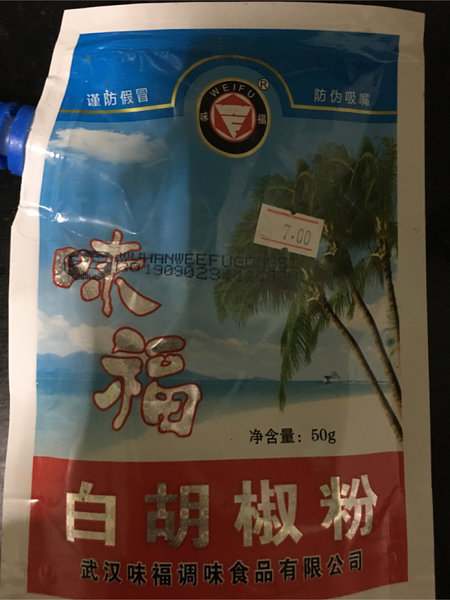 谨防假冒
WEIFU®
味 福
防伪吸嘴
7.00
味福
净含量：50g
白胡椒粉
武汉味福调味食品有限公司